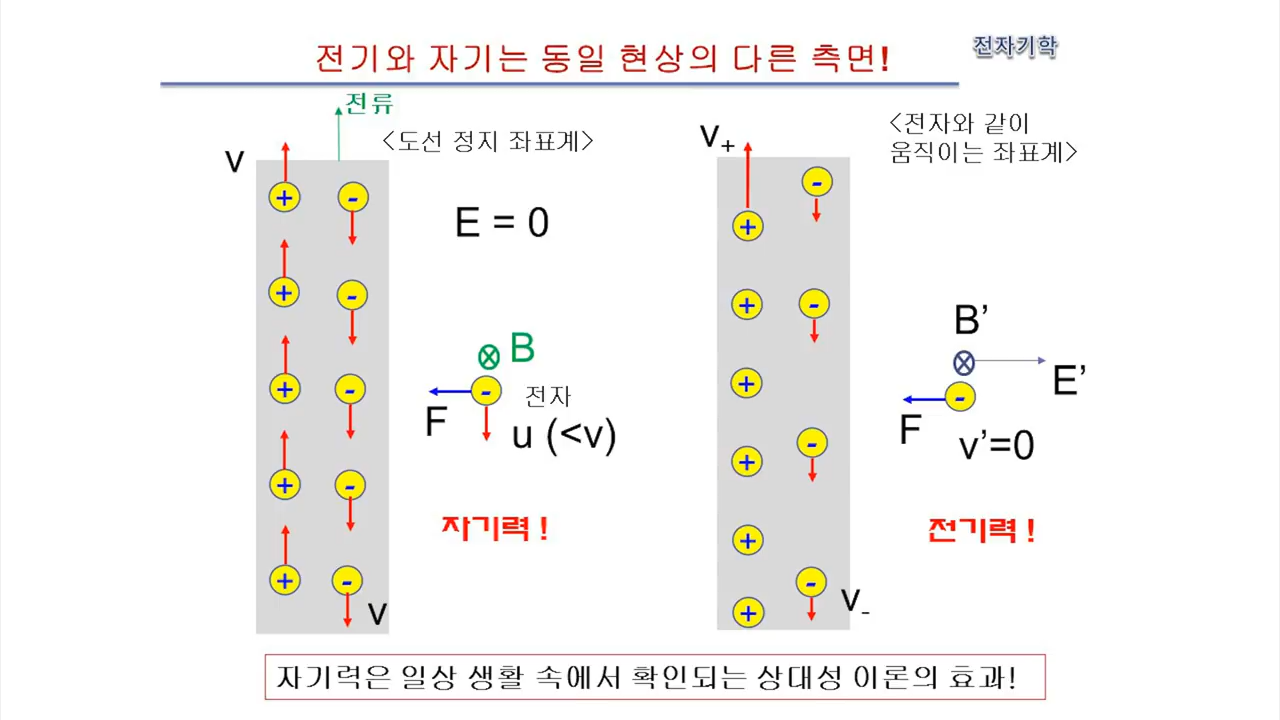 전기와 자기는 동일 현상의 다른 측면!
전자기학
전류
<도선 정지 좌표계>
v
+ -
+ -
+ -
+ -
+ -
v
E = 0
B
-
전자
F
u (<v)
자기력 !
<전자와 같이
움직이는 좌표계>
v+
-
+
+ -
+
-
+
+
-
+
v-
B’
E’
-
F
v’=0
전기력 !
자기력은 일상 생활 속에서 확인되는 상대성 이론의 효과!